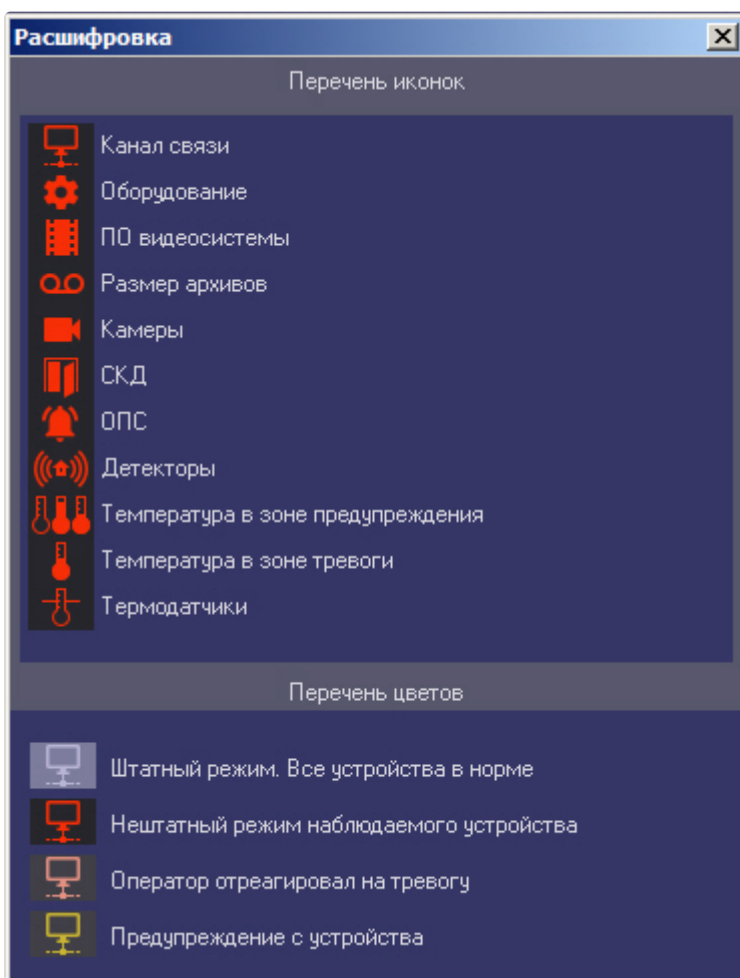 Расшифровка
Перечень иконок
Канал связи
Оборудование
ПО видеосистемы
Размер архивов
Камеры
СКД
ОПС
Детекторы
Температура в зоне предупреждения
Температура в зоне тревоги
Термодатчики
Перечень цветов
Штатный режим. Все устройства в норме
Нештатный режим наблюдаемого устройства
Оператор отреагировал на тревогу
Предупреждение с устройства